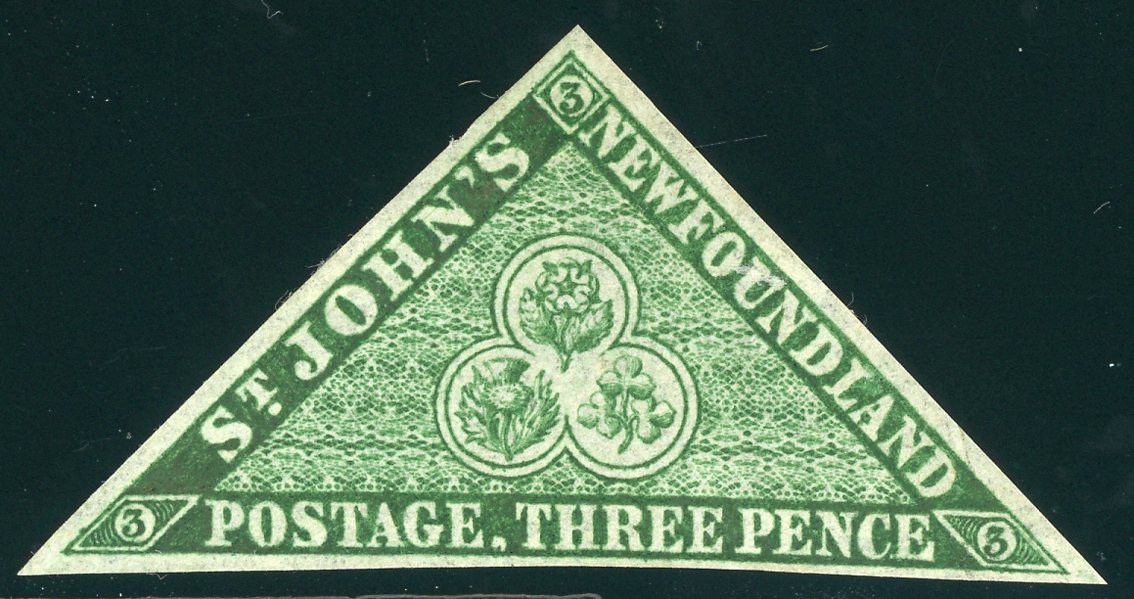 3
ST. JOHN'S
NEWFOUNDLAND
3
POSTAGE. THREE PENCE
3